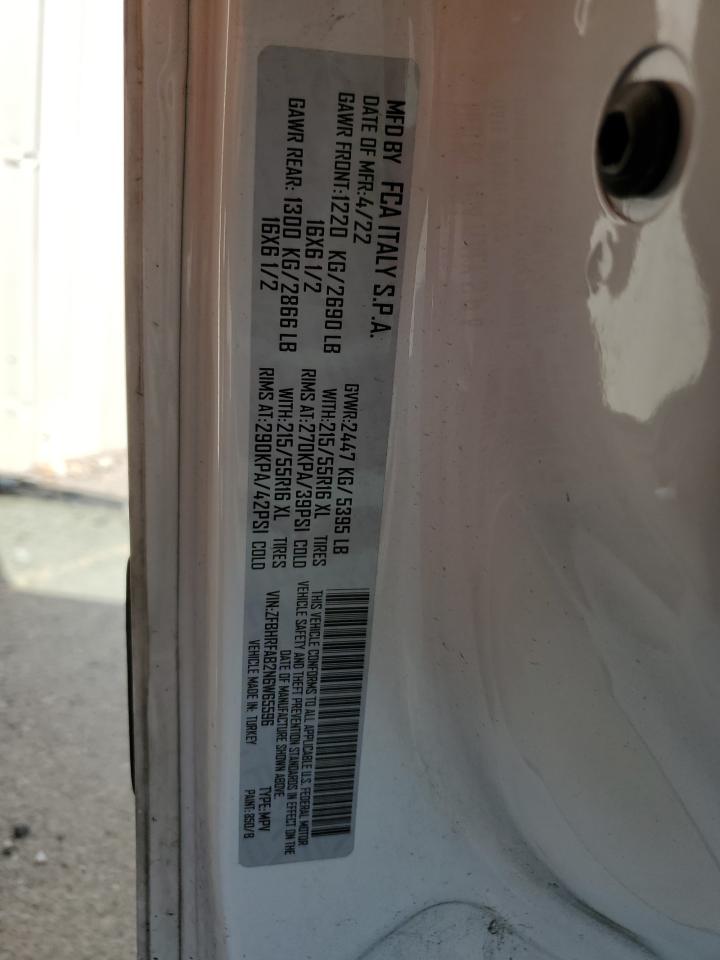 MFD BY FCA ITALY S.P.A.
DATE OF MFR:4/22 GVWR:2447 KG/5395 LB
GAWR FRONT:1220 KG/2690 LB WITH:215/55R16 XL TIRES
16X6 1/2 RIMS AT:270KPA/39PSI COLD
GAWR REAR: 1300 KG/2866 LB WITH:215/55R16 XL TIRES
16X6 1/2 RIMS AT:290KPA/42PSI COLD
THIS VEHICLE CONFORMS TO ALL APPLICABLE U.S. FEDERAL MOTOR
VEHICLE SAFETY AND THEFT PREVENTION STANDARDS IN EFFECT ON THE
DATE OF MANUFACTURE SHOWN ABOVE.
VIN:ZFBHRFAB2N6W65596 TYPE:MPV
VEHICLE MADE IN: TURKEY PAINT:650/B